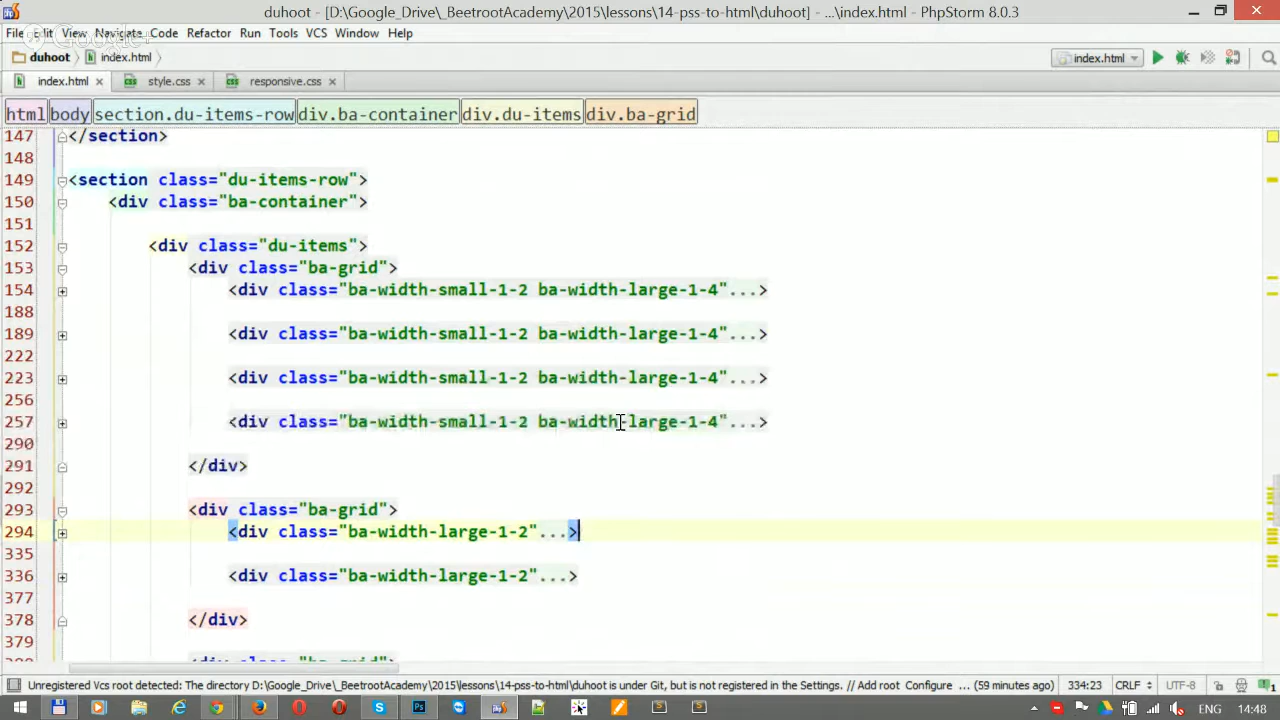 duhoot - [D:\Google_Drive\_BeetrootAcademy\2015\lessons\14-pss-to-html\duhoot] - ...\index.html - PhpStorm 8.0.3
File Edit View Navigate Code Refactor Run Tools VCS Window Help
Google+
duhoot index.html index.html
index.html style.css responsive.css
html body section.du-items-row div.ba-container div.du-items div.ba-grid
147 </section>
148
149 <section class="du-items-row">
150 <div class="ba-container">
151
152 <div class="du-items">
153 <div class="ba-grid">
154 <div class="ba-width-small-1-2 ba-width-large-1-4"...>
188
189 <div class="ba-width-small-1-2 ba-width-large-1-4"...>
222
223 <div class="ba-width-small-1-2 ba-width-large-1-4"...>
256
257 <div class="ba-width-small-1-2 ba-width-large-1-4"...>
290
291 </div>
292
293 <div class="ba-grid">
294 <div class="ba-width-large-1-2"...>
335
336 <div class="ba-width-large-1-2"...>
377
378 </div>
379
<div class="ba-grid">
Unregistered Vcs root detected: The directory D:\Google_Drive\_BeetrootAcademy\2015\lessons\14-pss-to-html\duhoot is under Git, but is not registered in the Settings. // Add root Configure ... (59 minutes ago) 334:23 CRLF UTF-8
ENG 14:48